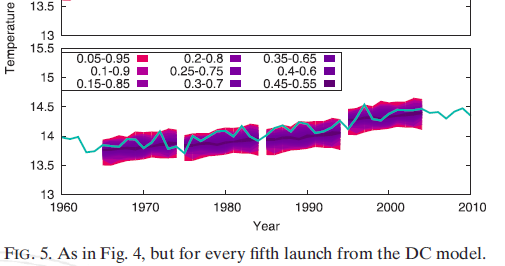 13.5
13
Temperature
15.5
0.05-0.95 0.2-0.8 0.35-0.65
0.1-0.9 0.25-0.75 0.4-0.6
0.15-0.85 0.3-0.7 0.45-0.55
15
14.5
14
13.5
13
1960 1970 1980 1990 2000 2010
Year
FIG. 5. As in Fig. 4, but for every fifth launch from the DC model.